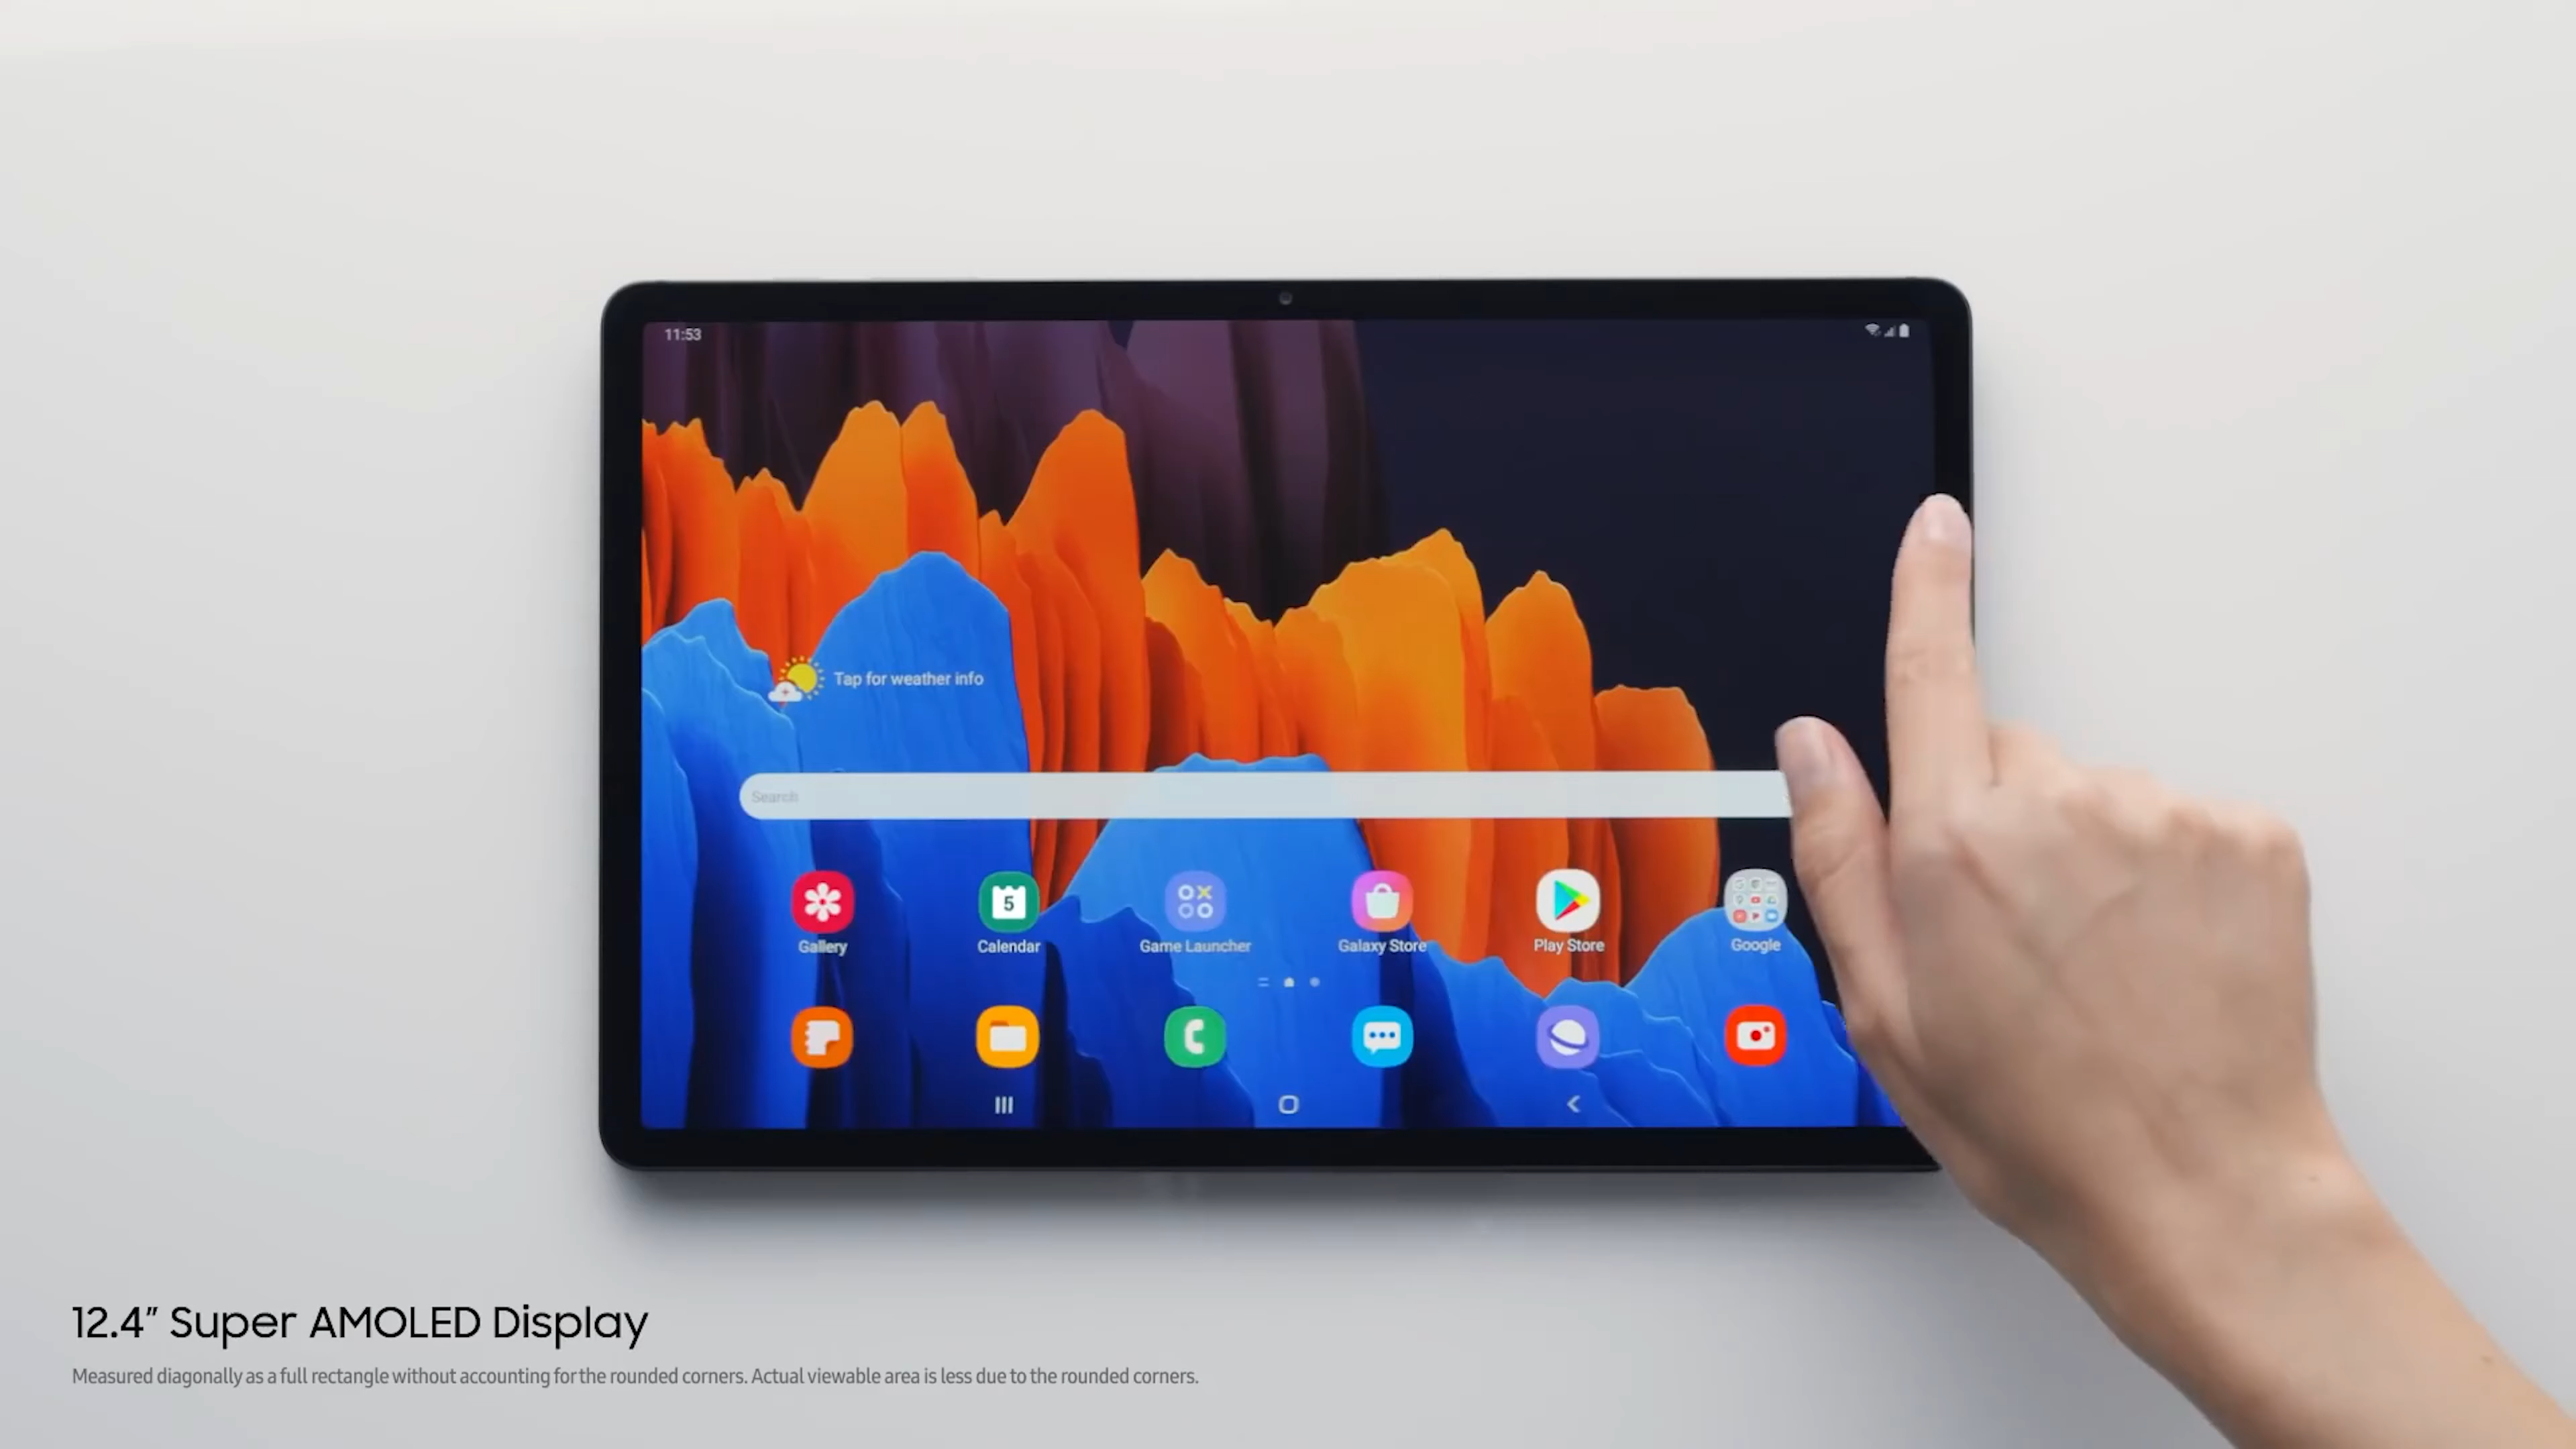 11:53
Tap for weather info
Search
5
Gallery
Calendar
Game Launcher
Galaxy Store
Play Store
Google
12.4″ Super AMOLED Display
Measured diagonally as a full rectangle without accounting for the rounded corners. Actual viewable area is less due to the rounded corners.